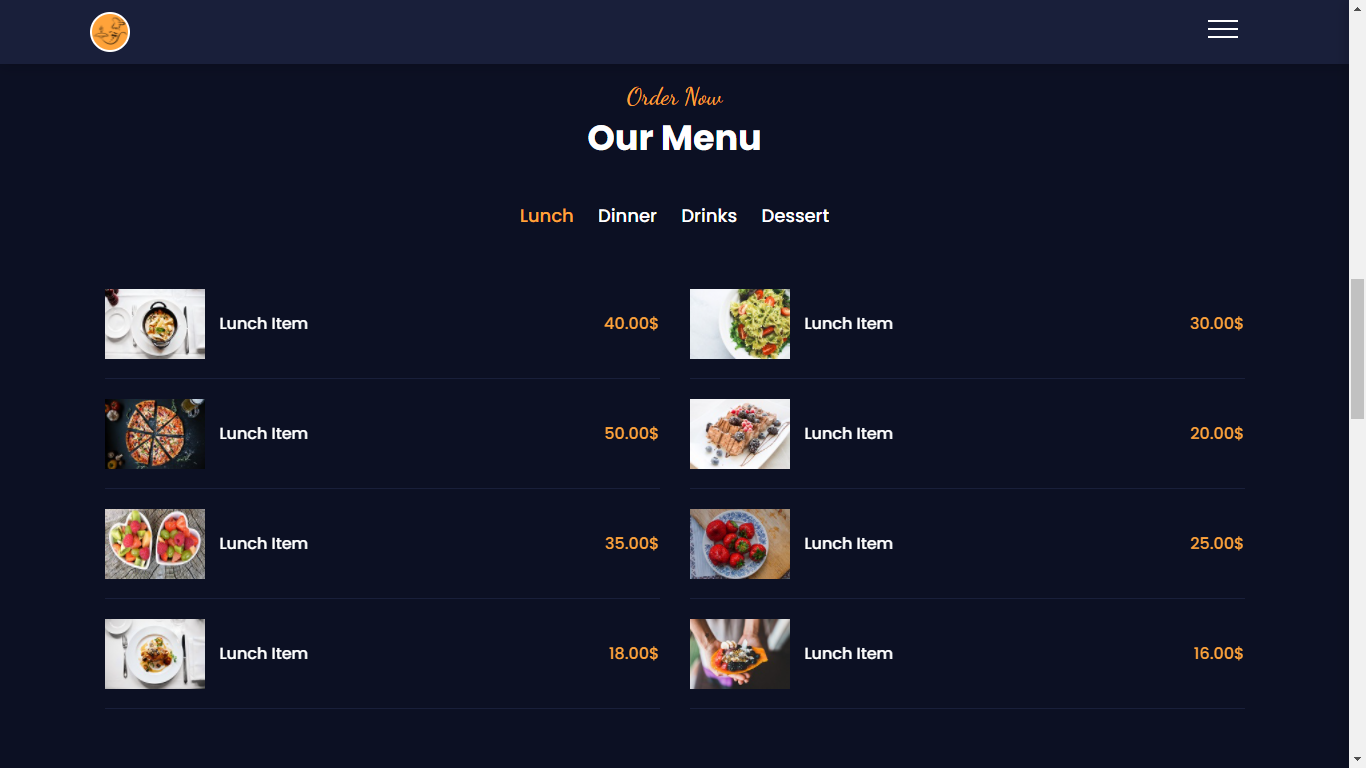 Order Now
Our Menu
Lunch Dinner Drinks Dessert
Lunch Item 40.00$
Lunch Item 30.00$
Lunch Item 50.00$
Lunch Item 20.00$
Lunch Item 35.00$
Lunch Item 25.00$
Lunch Item 18.00$
Lunch Item 16.00$